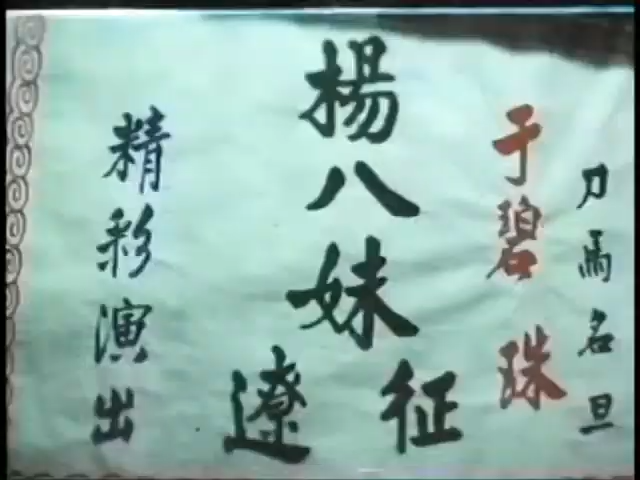 刀馬名旦
于碧珠
楊八妹
征遼
精彩演出